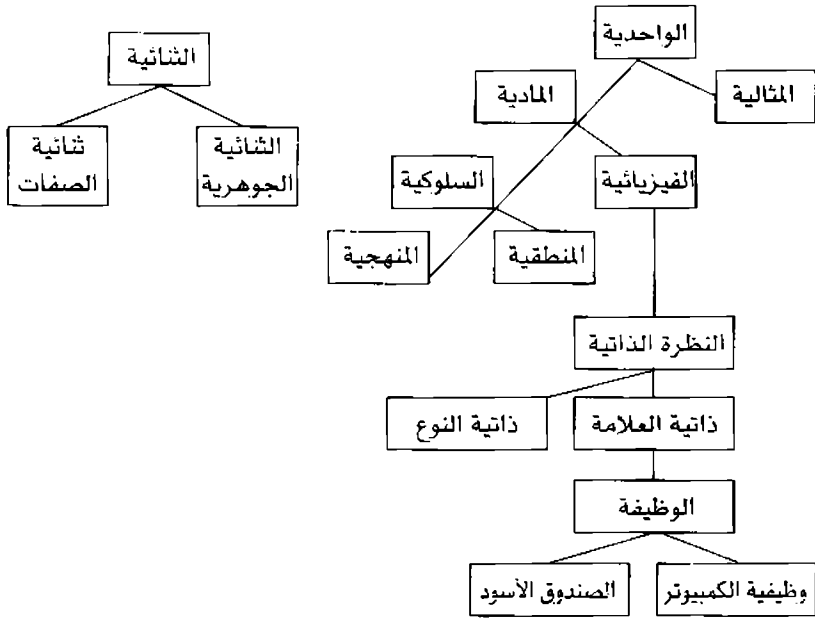 الواحدية
الثنائية
المثالية
المادية
ثنائية
الصفات
الثنائية
الجوهرية
الفيزيائية
السلوكية
المنطقية
المنهجية
النظرة الذاتية
ذاتية العلامة
ذاتية النوع
الوظيفة
وظيفية الكمبيوتر
الصندوق الأسود